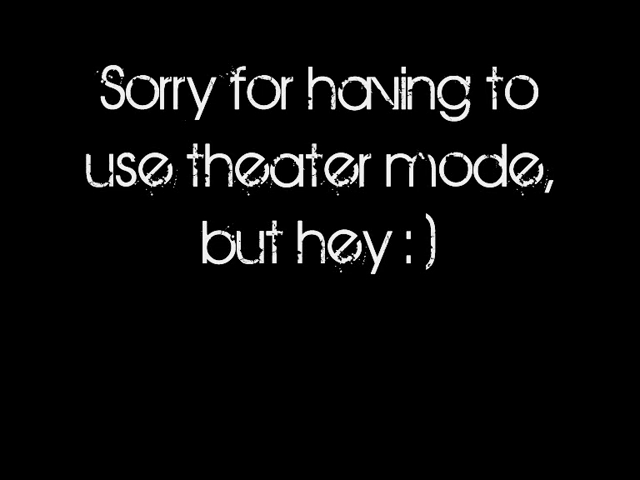 Sorry for having to
use theater mode,
but hey : )